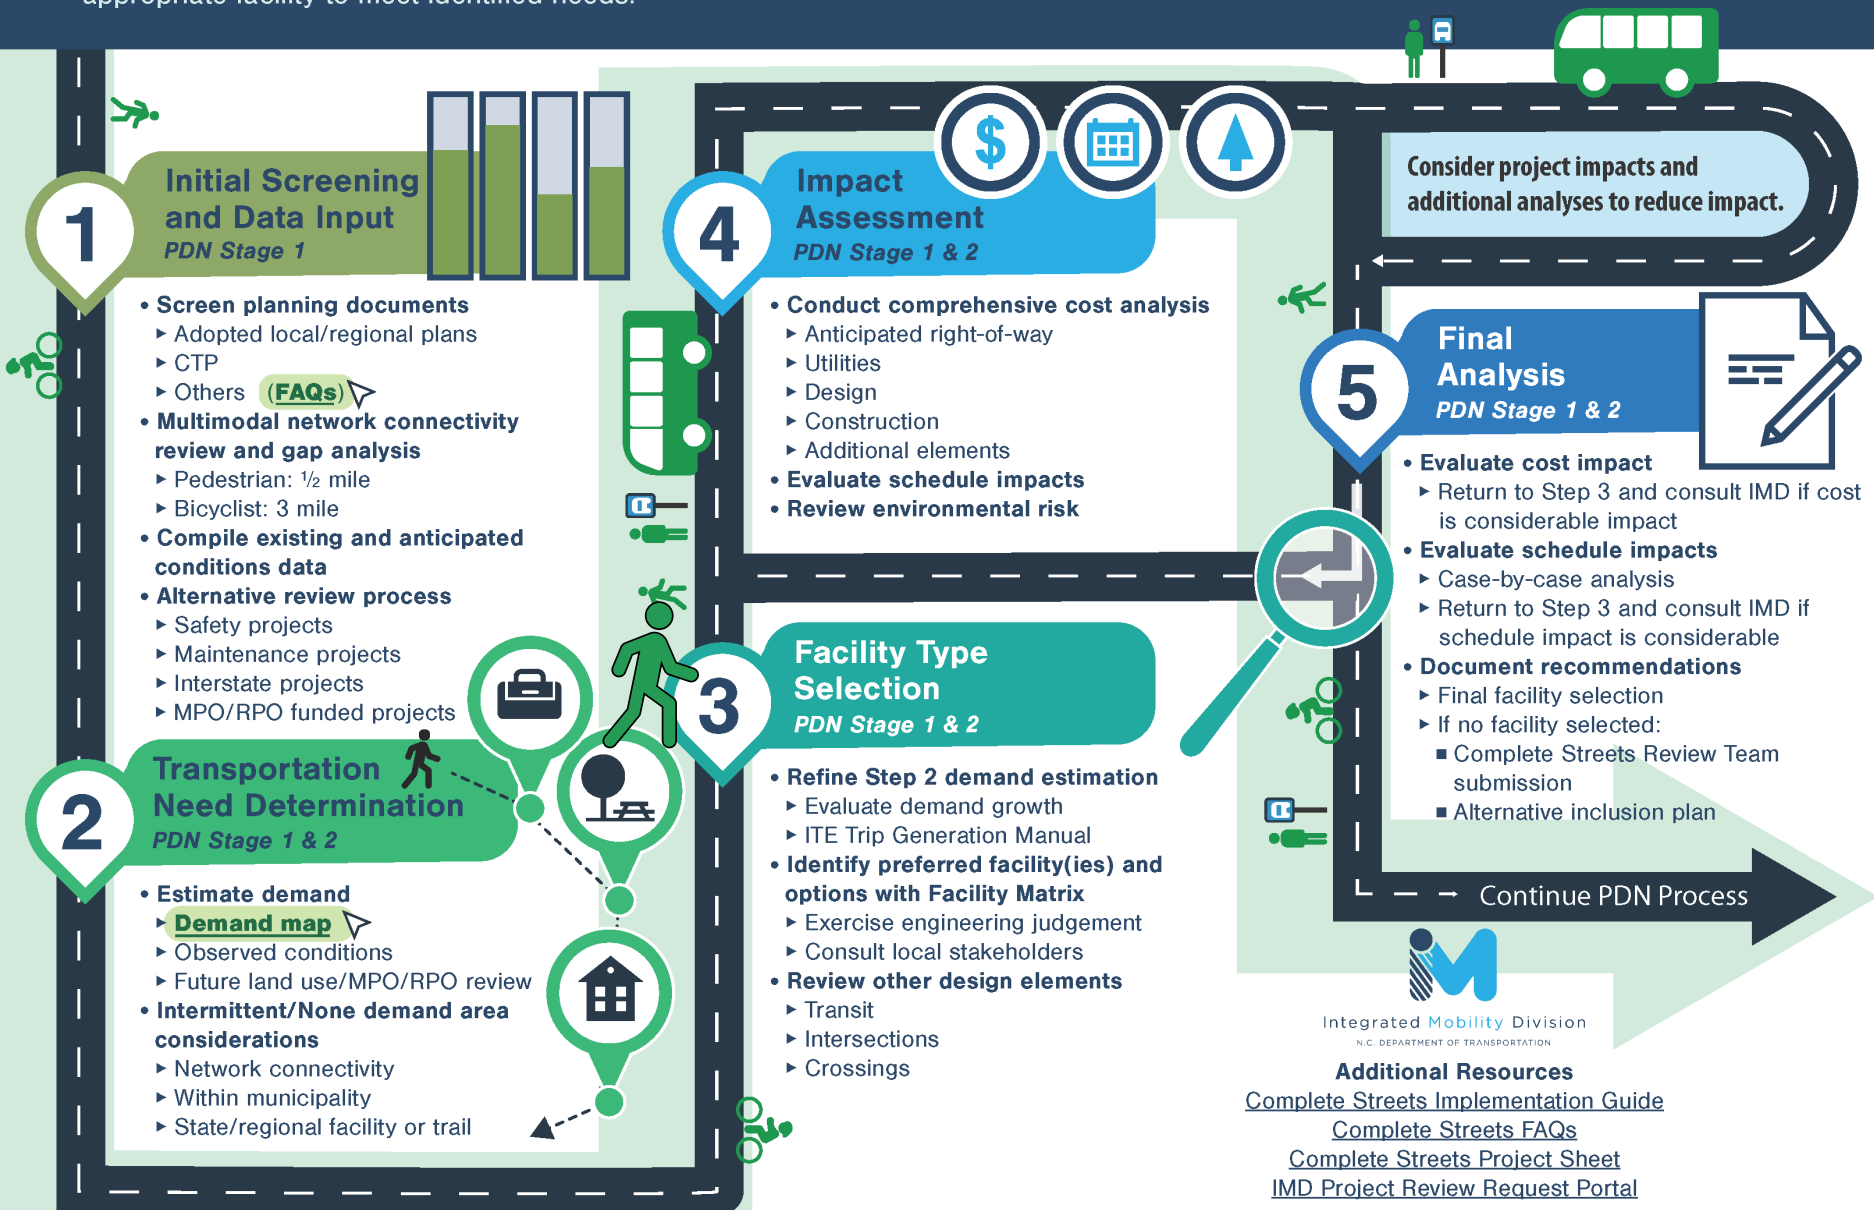 appropriate facility to meet identified needs.
1
Initial Screening
and Data Input
PDN Stage 1
• Screen planning documents
▸ Adopted local/regional plans
▸ CTP
▸ Others (FAQs)
• Multimodal network connectivity
review and gap analysis
▸ Pedestrian: ½ mile
▸ Bicyclist: 3 mile
• Compile existing and anticipated
conditions data
• Alternative review process
▸ Safety projects
▸ Maintenance projects
▸ Interstate projects
▸ MPO/RPO funded projects
2
Transportation
Need Determination
PDN Stage 1 & 2
• Estimate demand
▸ Demand map
▸ Observed conditions
▸ Future land use/MPO/RPO review
• Intermittent/None demand area
considerations
▸ Network connectivity
▸ Within municipality
▸ State/regional facility or trail
3
Facility Type
Selection
PDN Stage 1 & 2
• Refine Step 2 demand estimation
▸ Evaluate demand growth
▸ ITE Trip Generation Manual
• Identify preferred facility(ies) and
options with Facility Matrix
▸ Exercise engineering judgement
▸ Consult local stakeholders
• Review other design elements
▸ Transit
▸ Intersections
▸ Crossings
4
Impact
Assessment
PDN Stage 1 & 2
$
• Conduct comprehensive cost analysis
▸ Anticipated right-of-way
▸ Utilities
▸ Design
▸ Construction
▸ Additional elements
• Evaluate schedule impacts
• Review environmental risk
Consider project impacts and
additional analyses to reduce impact.
5
Final
Analysis
PDN Stage 1 & 2
• Evaluate cost impact
▸ Return to Step 3 and consult IMD if cost
is considerable impact
• Evaluate schedule impacts
▸ Case-by-case analysis
▸ Return to Step 3 and consult IMD if
schedule impact is considerable
• Document recommendations
▸ Final facility selection
▸ If no facility selected:
■ Complete Streets Review Team
submission
■ Alternative inclusion plan
Continue PDN Process
Integrated Mobility Division
N.C. DEPARTMENT OF TRANSPORTATION
Additional Resources
Complete Streets Implementation Guide
Complete Streets FAQs
Complete Streets Project Sheet
IMD Project Review Request Portal